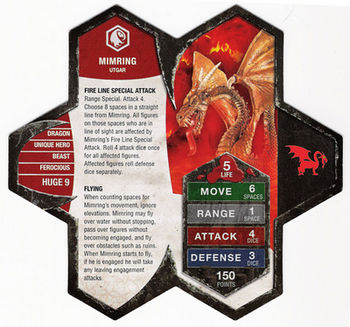 MIMRING
UTGAR
FIRE LINE SPECIAL ATTACK
Range Special. Attack 4.
Choose 8 spaces in a straight
line from Mimring. All figures
on those spaces who are in
line of sight are affected by
Mimring's Fire Line Special
Attack. Roll 4 attack dice once
for all affected figures.
Affected figures roll defense
dice separately.
FLYING
When counting spaces for
Mimring's movement, ignore
elevations. Mimring may fly
over water without stopping,
pass over figures without
becoming engaged, and fly
over obstacles such as ruins.
When Mimring starts to fly,
if he is engaged he will take
any leaving engagement
attacks.
DRAGON
UNIQUE HERO
BEAST
FEROCIOUS
HUGE 9
5
LIFE
MOVE 6
SPACES
RANGE 1
SPACE
ATTACK 4
DICE
DEFENSE 3
DICE
150
POINTS